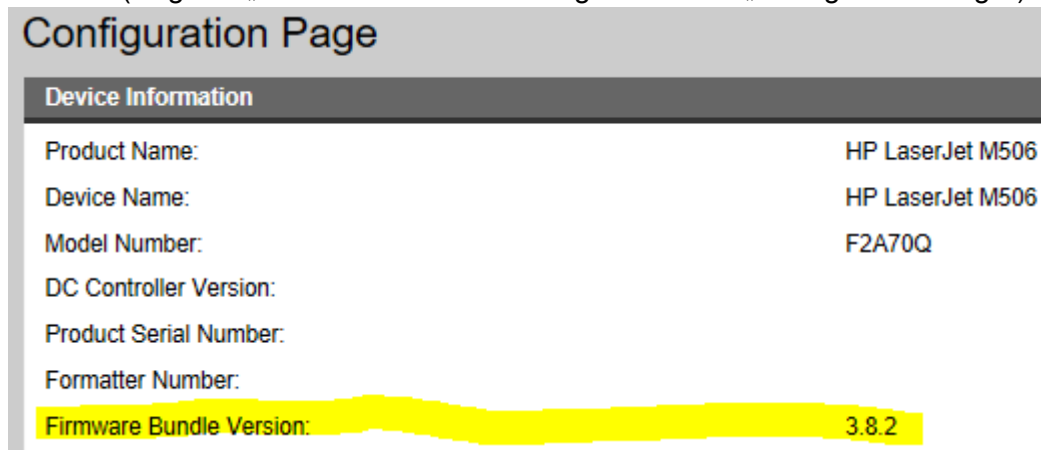 Configuration Page
Device Information
Product Name: HP LaserJet M506
Device Name: HP LaserJet M506
Model Number: F2A70Q
DC Controller Version:
Product Serial Number:
Formatter Number:
Firmware Bundle Version: 3.8.2